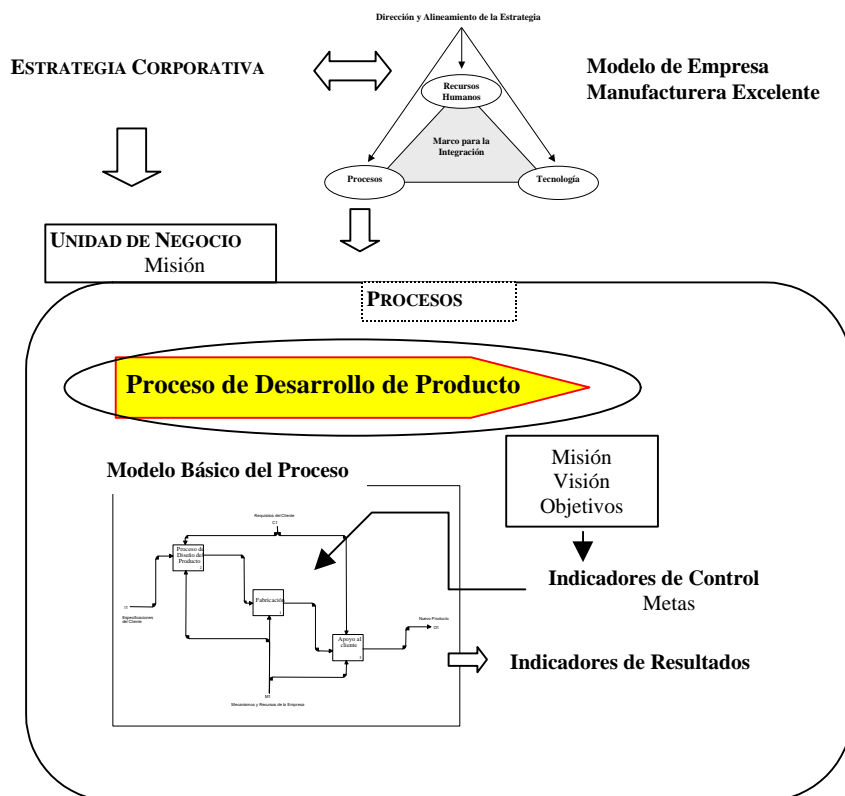 Dirección y Alineamiento de la Estrategia
ESTRATEGIA CORPORATIVA
Modelo de Empresa
Manufacturera Excelente
Recursos
Humanos
Marco para la
Integración
Procesos
Tecnología
UNIDAD DE NEGOCIO
Misión
PROCESOS
Proceso de Desarrollo de Producto
Modelo Básico del Proceso
Misión
Visión
Objetivos
Requisitos del Cliente
C1
Proceso de
Diseño del
Producto
2
Fabricación
Indicadores de Control
Metas
I1
Especificaciones
del Cliente
Nuevo Producto
O1
Apoyo al
cliente
Indicadores de Resultados
M1
Mecanismos y Recursos de la Empresa